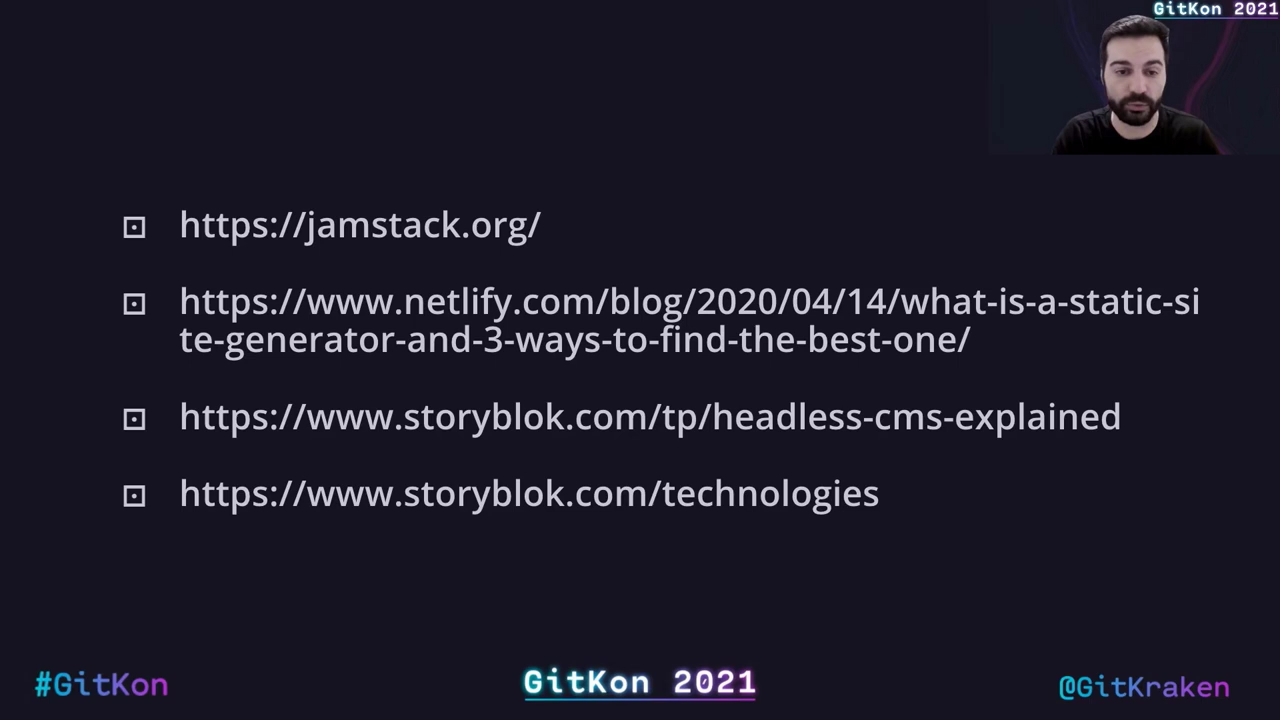 GitKon 2021
https://jamstack.org/
https://www.netlify.com/blog/2020/04/14/what-is-a-static-si
te-generator-and-3-ways-to-find-the-best-one/
https://www.storyblok.com/tp/headless-cms-explained
https://www.storyblok.com/technologies
#GitKon
GitKon 2021
@GitKraken